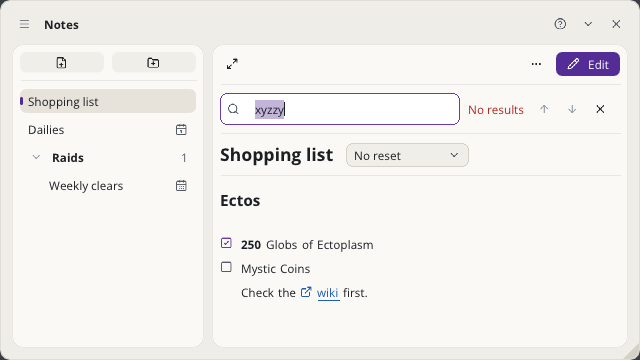 Notes
Edit
Shopping list
Dailies
Raids 1
Weekly clears
xyzzy No results
Shopping list No reset
Ectos
250 Globs of Ectoplasm
Mystic Coins
Check the wiki first.